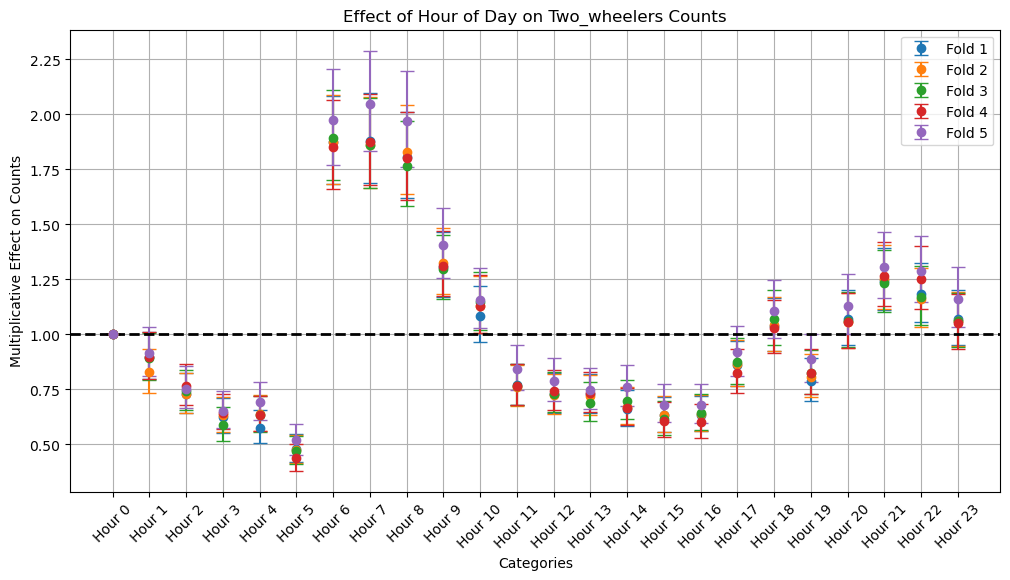 Effect of Hour of Day on Two_wheelers Counts
Multiplicative Effect on Counts
2.25
2.00
1.75
1.50
1.25
1.00
0.75
0.50
Fold 1
Fold 2
Fold 3
Fold 4
Fold 5
Hour 0
Hour 1
Hour 2
Hour 3
Hour 4
Hour 5
Hour 6
Hour 7
Hour 8
Hour 9
Hour 10
Hour 11
Hour 12
Hour 13
Hour 14
Hour 15
Hour 16
Hour 17
Hour 18
Hour 19
Hour 20
Hour 21
Hour 22
Hour 23
Categories